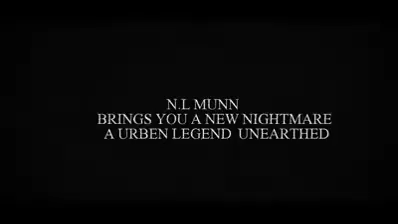 N.L MUNN
BRINGS YOU A NEW NIGHTMARE
A URBEN LEGEND UNEARTHED